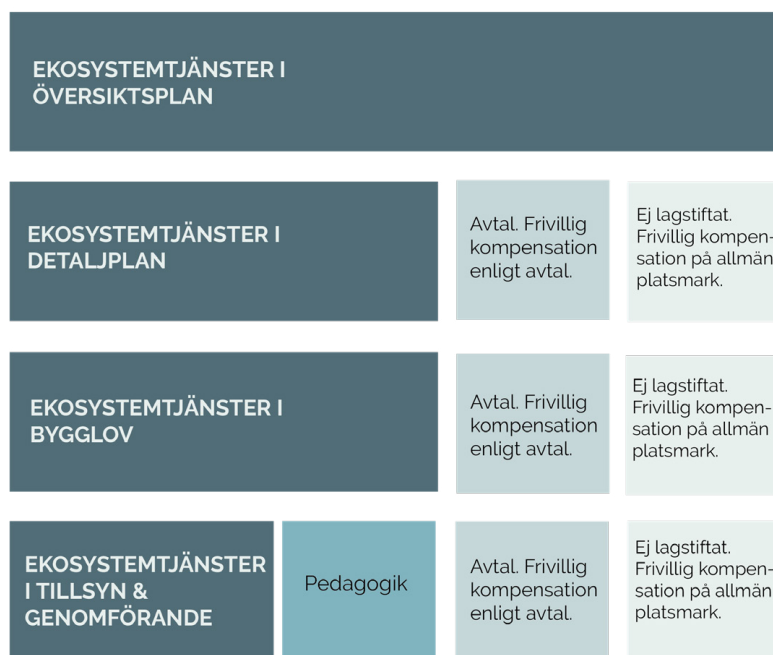 EKOSYSTEMTJÄNSTER I
ÖVERSIKTSPLAN
EKOSYSTEMTJÄNSTER I
DETALJPLAN
Avtal. Frivillig
kompensation
enligt avtal.
Ej lagstiftat.
Frivillig kompen-
sation på allmän
platsmark.
EKOSYSTEMTJÄNSTER I
BYGGLOV
Avtal. Frivillig
kompensation
enligt avtal.
Ej lagstiftat.
Frivillig kompen-
sation på allmän
platsmark.
EKOSYSTEMTJÄNSTER
I TILLSYN &
GENOMFÖRANDE
Pedagogik
Avtal. Frivillig
kompensation
enligt avtal.
Ej lagstiftat.
Frivillig kompen-
sation på allmän
platsmark.